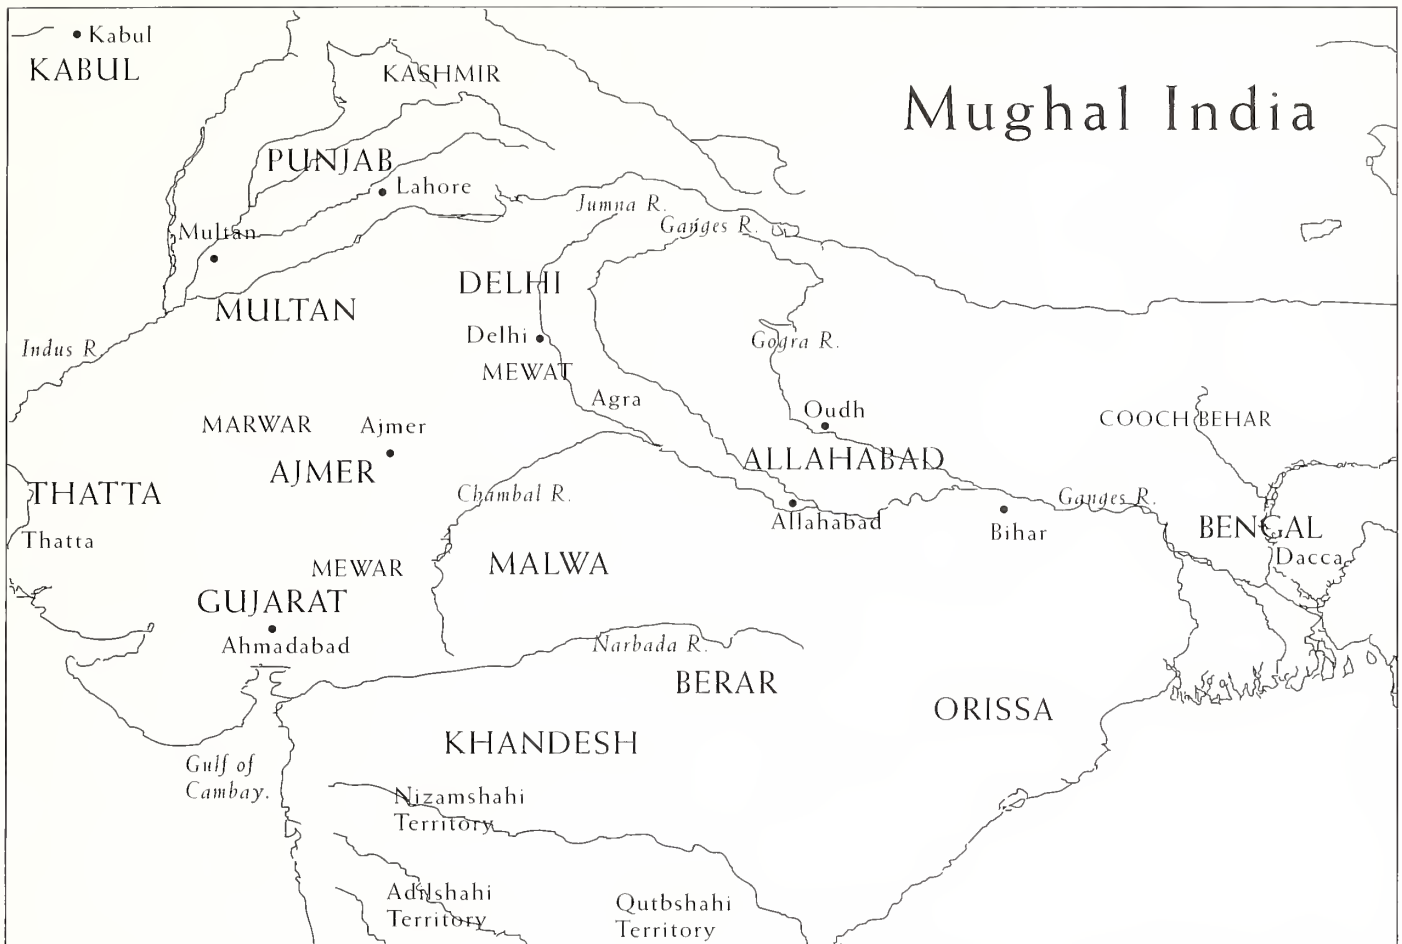 Kabul
KABUL
KASHMIR
Mughal India
PUNJAB
Lahore
Jumna R.
Ganges R.
Multan
DELHI
MULTAN
Delhi
Indus R.
Gogra R.
MEWAT
Agra
Oudh
MARWAR
Ajmer
COOCH BEHAR
AJMER
ALLAHABAD
THATTA
Chambal R.
Ganges R.
Allahabad
Bihar
BENGAL
Thatta
Dacca
MEWAR
MALWA
GUJARAT
Ahmadabad
Narbada R.
BERAR
ORISSA
KHANDESH
Gulf of
Cambay.
Nizamshahi
Territory
Adilshahi
Territory
Qutbshahi
Territory